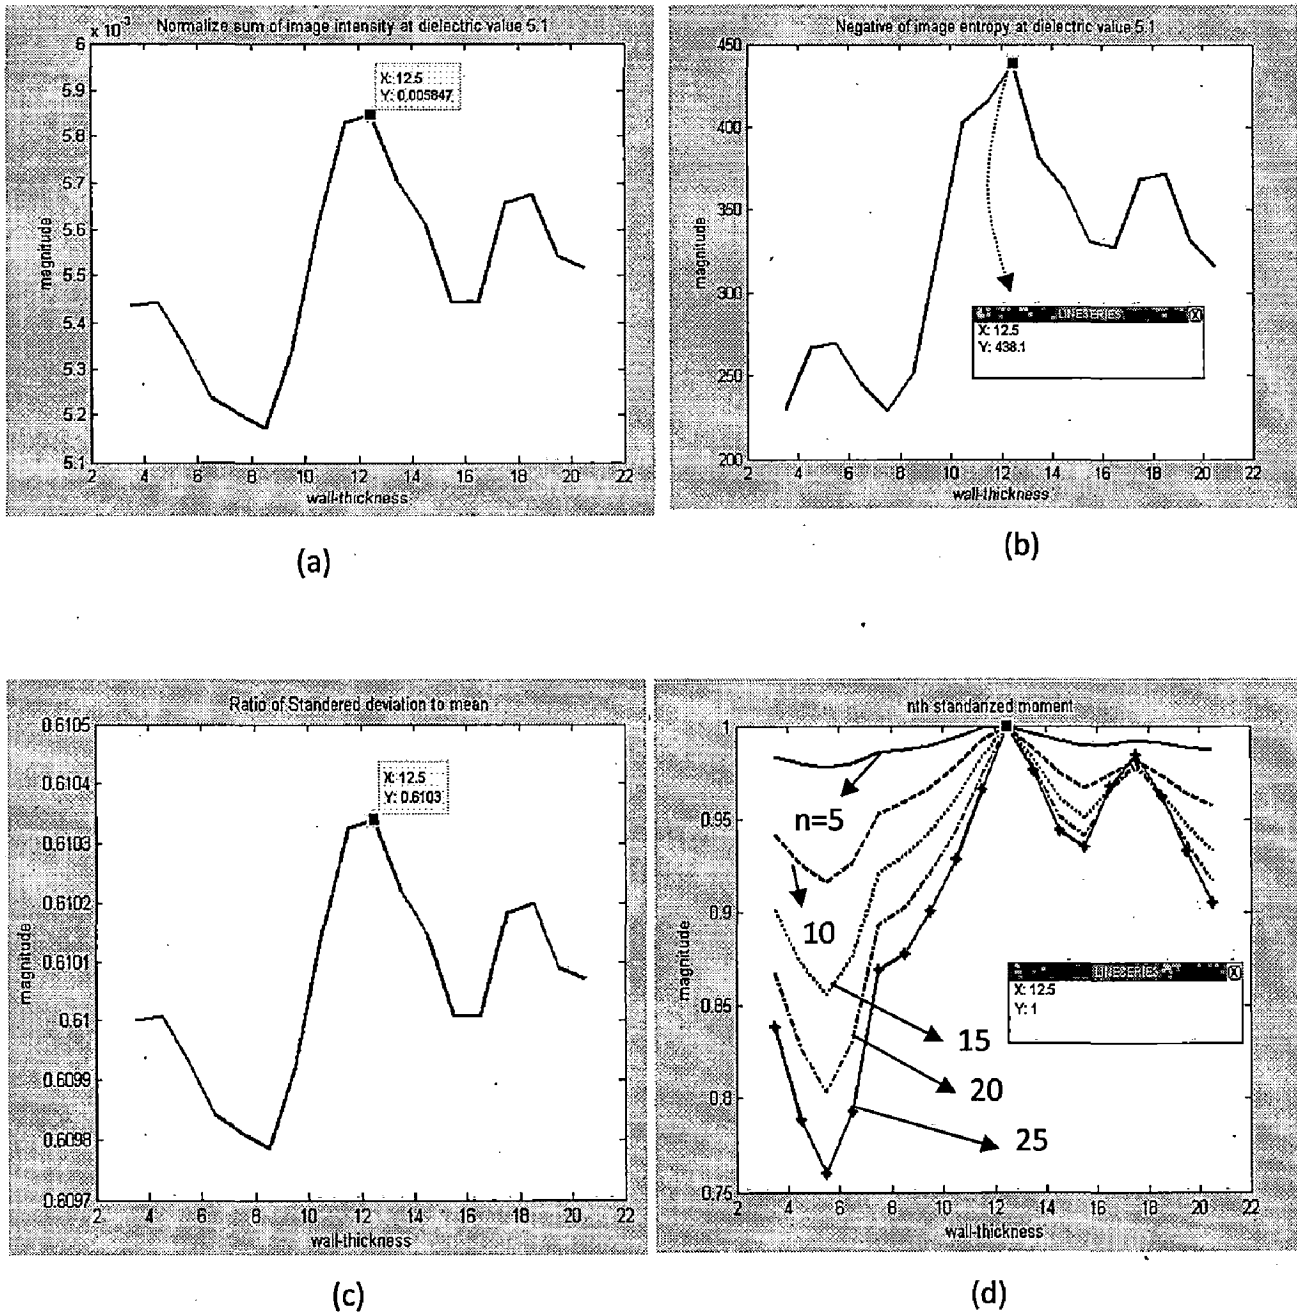 Normalize sum of image intensity at dielectric value 5.1
x 10-3
6
5.9
5.8
5.7
5.6
5.5
5.4
5.3
5.2
5.1
magnitude
X: 12.5
Y: 0.005847
2 4 6 8 10 12 14 16 18 20 22
wall-thickness
(a)
Negative of image entropy at dielectric value 5.1
450
400
350
300
250
200
magnitude
LINESERIES
X: 12.5
Y: 438.1
2 4 6 8 10 12 14 16 18 20 22
wall-thickness
(b)
Ratio of Standered deviation to mean
0.6105
0.6104
0.6103
0.6102
0.6101
0.61
0.6099
0.6098
0.6097
magnitude
X: 12.5
Y: 0.6103
2 4 6 8 10 12 14 16 18 20 22
wall-thickness
(c)
nth standarized moment
1
0.95
0.9
0.85
0.8
0.75
magnitude
n=5
10
15
20
25
LINESERIES
X: 12.5
Y: 1
2 4 6 8 10 12 14 16 18 20 22
wall-thickness
(d)